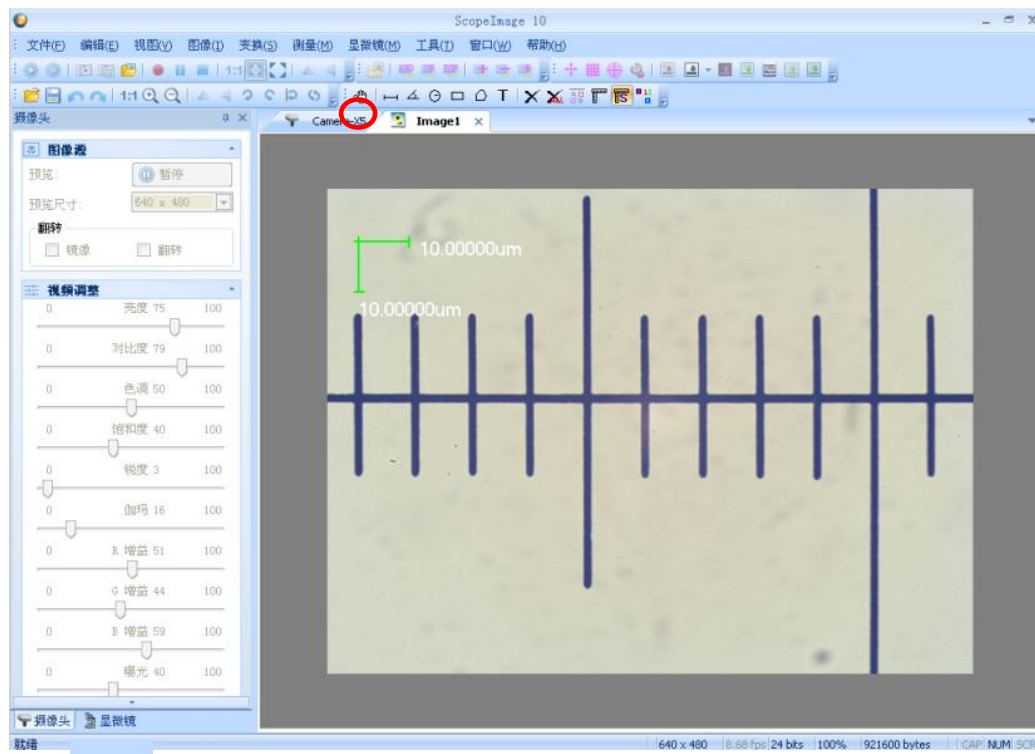 ScopeImage 10
文件(F) 编辑(E) 视图(V) 图像(I) 变换(S) 测量(M) 显微镜(M) 工具(T) 窗口(W) 帮助(H)
1:1
1:1 T
摄像头
Camera-X5 Image1
图像源
预览: 暂停
预览尺寸: 640 x 480
翻转
镜像 翻转
视频调整
0 亮度 75 100
0 对比度 79 100
0 色调 50 100
0 饱和度 40 100
0 锐度 3 100
0 伽玛 16 100
0 R 增益 51 100
0 G 增益 44 100
0 B 增益 59 100
0 曝光 40 100
10.00000um
10.00000um
摄像头 显微镜
就绪 640 x 480 8.68 fps 24 bits 100% 921600 bytes CAP NUM